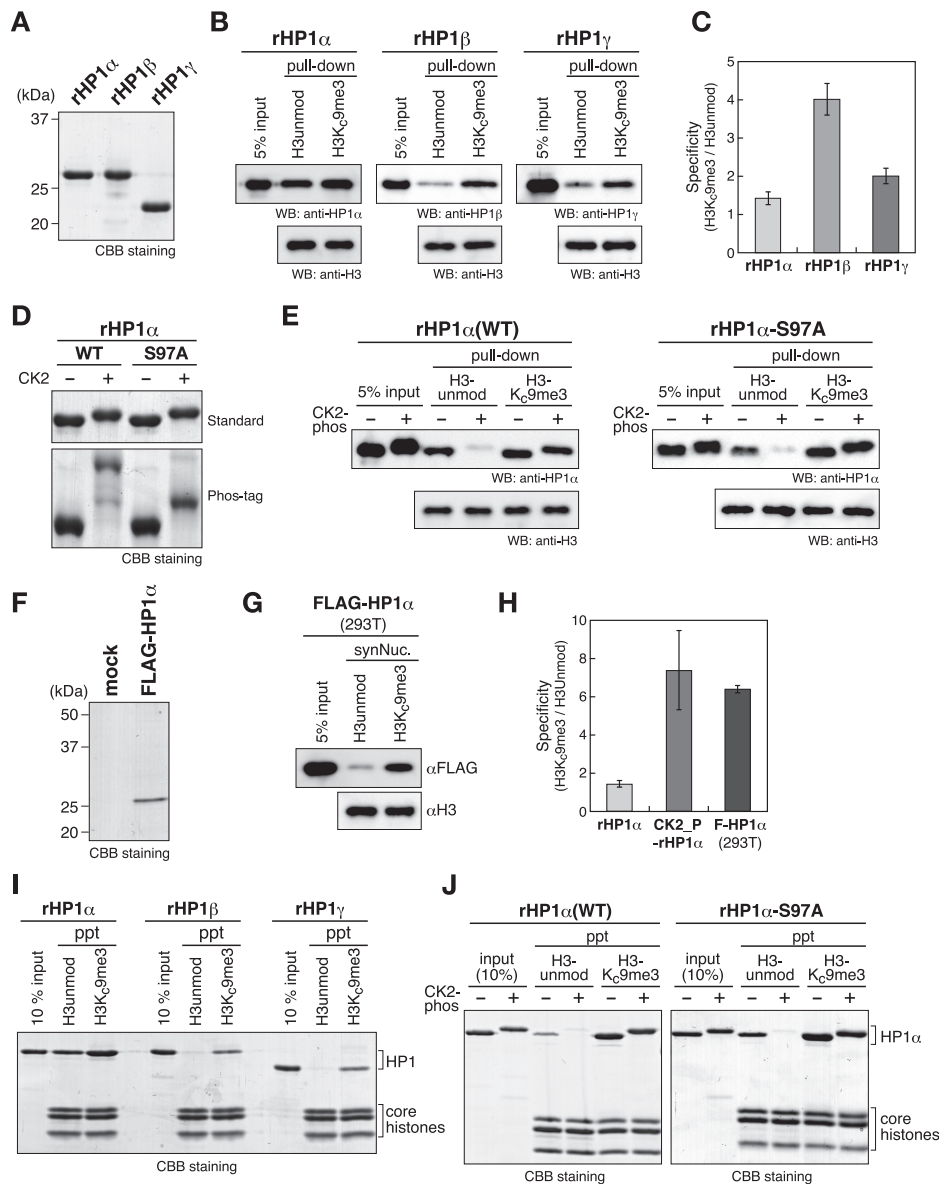 A
rHP1α rHP1β rHP1γ
(kDa)
37
25
20
CBB staining
B
rHP1α rHP1β rHP1γ
pull-down pull-down pull-down
5% input H3unmod H3Kc9me3 5% input H3unmod H3Kc9me3 5% input H3unmod H3Kc9me3
WB: anti-HP1α WB: anti-HP1β WB: anti-HP1γ
WB: anti-H3 WB: anti-H3 WB: anti-H3
C
Specificity
(H3Kc9me3 / H3Unmod)
5
4
3
2
1
0
rHP1α rHP1β rHP1γ
D
rHP1α
WT S97A
CK2 – + – +
Standard
Phos-tag
CBB staining
E
rHP1α(WT) rHP1α-S97A
pull-down pull-down
5% input H3-unmod H3-Kc9me3 5% input H3-unmod H3-Kc9me3
CK2-phos – + – + – + CK2-phos – + – + – +
WB: anti-HP1α WB: anti-HP1α
WB: anti-H3 WB: anti-H3
F
mock FLAG-HP1α
(kDa)
50
37
25
20
CBB staining
G
FLAG-HP1α
(293T)
synNuc.
5% input H3unmod H3Kc9me3
αFLAG
αH3
H
Specificity
(H3Kc9me3 / H3Unmod)
10
8
6
4
2
0
rHP1α CK2_P F-HP1α
-rHP1α (293T)
I
rHP1α rHP1β rHP1γ
ppt ppt ppt
10 % input H3unmod H3Kc9me3 10 % input H3unmod H3Kc9me3 10 % input H3unmod H3Kc9me3
HP1
core
histones
CBB staining
J
rHP1α(WT) rHP1α-S97A
ppt ppt
input (10%) H3-unmod H3-Kc9me3 input (10%) H3-unmod H3-Kc9me3
CK2-phos – + – + – + – + – + – +
HP1α
core
histones
CBB staining CBB staining